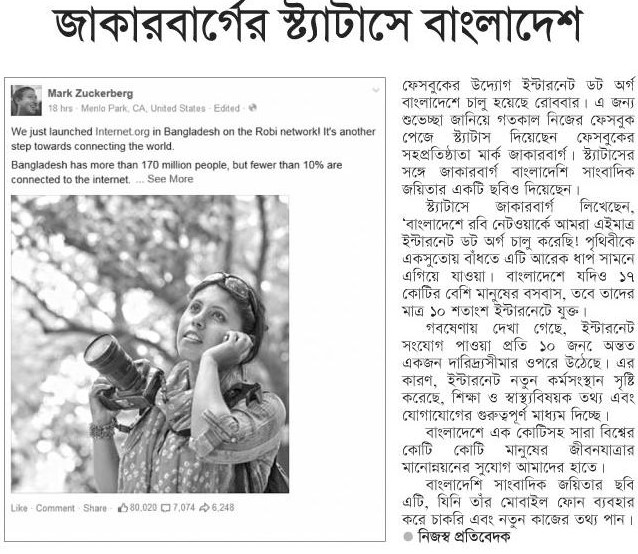 জাকারবার্গের স্ট্যাটাসে বাংলাদেশ
Mark Zuckerberg
18 hrs · Menlo Park, CA, United States · Edited ·
We just launched Internet.org in Bangladesh on the Robi network! It's another
step towards connecting the world.
Bangladesh has more than 170 million people, but fewer than 10% are
connected to the internet. ... See More
Like · Comment · Share · 80,020 7,074 6,248
ফেসবুকের উদ্যোগ ইন্টারনেট ডট অর্গ
বাংলাদেশে চালু হয়েছে রোববার। এ জন্য
শুভেচ্ছা জানিয়ে গতকাল নিজের ফেসবুক
পেজে স্ট্যাটাস দিয়েছেন ফেসবুকের
সহপ্রতিষ্ঠাতা মার্ক জাকারবার্গ। স্ট্যাটাসের
সঙ্গে জাকারবার্গ বাংলাদেশি সাংবাদিক
জয়িতার একটি ছবিও দিয়েছেন।
স্ট্যাটাসে জাকারবার্গ লিখেছেন,
‘বাংলাদেশে রবি নেটওয়ার্কে আমরা এইমাত্র
ইন্টারনেট ডট অর্গ চালু করেছি! পৃথিবীকে
একসুতোয় বাঁধতে এটি আরেক ধাপ সামনে
এগিয়ে যাওয়া। বাংলাদেশে যদিও ১৭
কোটির বেশি মানুষের বসবাস, তবে তাদের
মাত্র ১০ শতাংশ ইন্টারনেটে যুক্ত।
গবষেণায় দেখা গেছে, ইন্টারনেট
সংযোগ পাওয়া প্রতি ১০ জনে অন্তত
একজন দারিদ্র্যসীমার ওপরে উঠেছে। এর
কারণ, ইন্টারনেট নতুন কর্মসংস্থান সৃষ্টি
করেছে, শিক্ষা ও স্বাস্থ্যবিষয়ক তথ্য এবং
যোগাযোগের গুরুত্বপূর্ণ মাধ্যম দিচ্ছে।
বাংলাদেশে এক কোটিসহ সারা বিশ্বের
কোটি কোটি মানুষের জীবনযাত্রার
মানোন্নয়নের সুযোগ আমাদের হাতে।
বাংলাদেশি সাংবাদিক জয়িতার ছবি
এটি, যিনি তাঁর মোবাইল ফোন ব্যবহার
করে চাকরি এবং নতুন কাজের তথ্য পান।
● নিজস্ব প্রতিবেদক